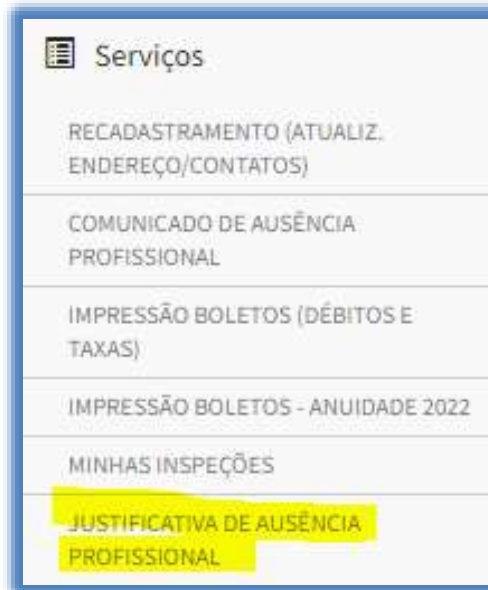 Serviços
RECADASTRAMENTO (ATUALIZ.
ENDEREÇO/CONTATOS)
COMUNICADO DE AUSÊNCIA
PROFISSIONAL
IMPRESSÃO BOLETOS (DÉBITOS E
TAXAS)
IMPRESSÃO BOLETOS - ANUIDADE 2022
MINHAS INSPEÇÕES
JUSTIFICATIVA DE AUSÊNCIA
PROFISSIONAL